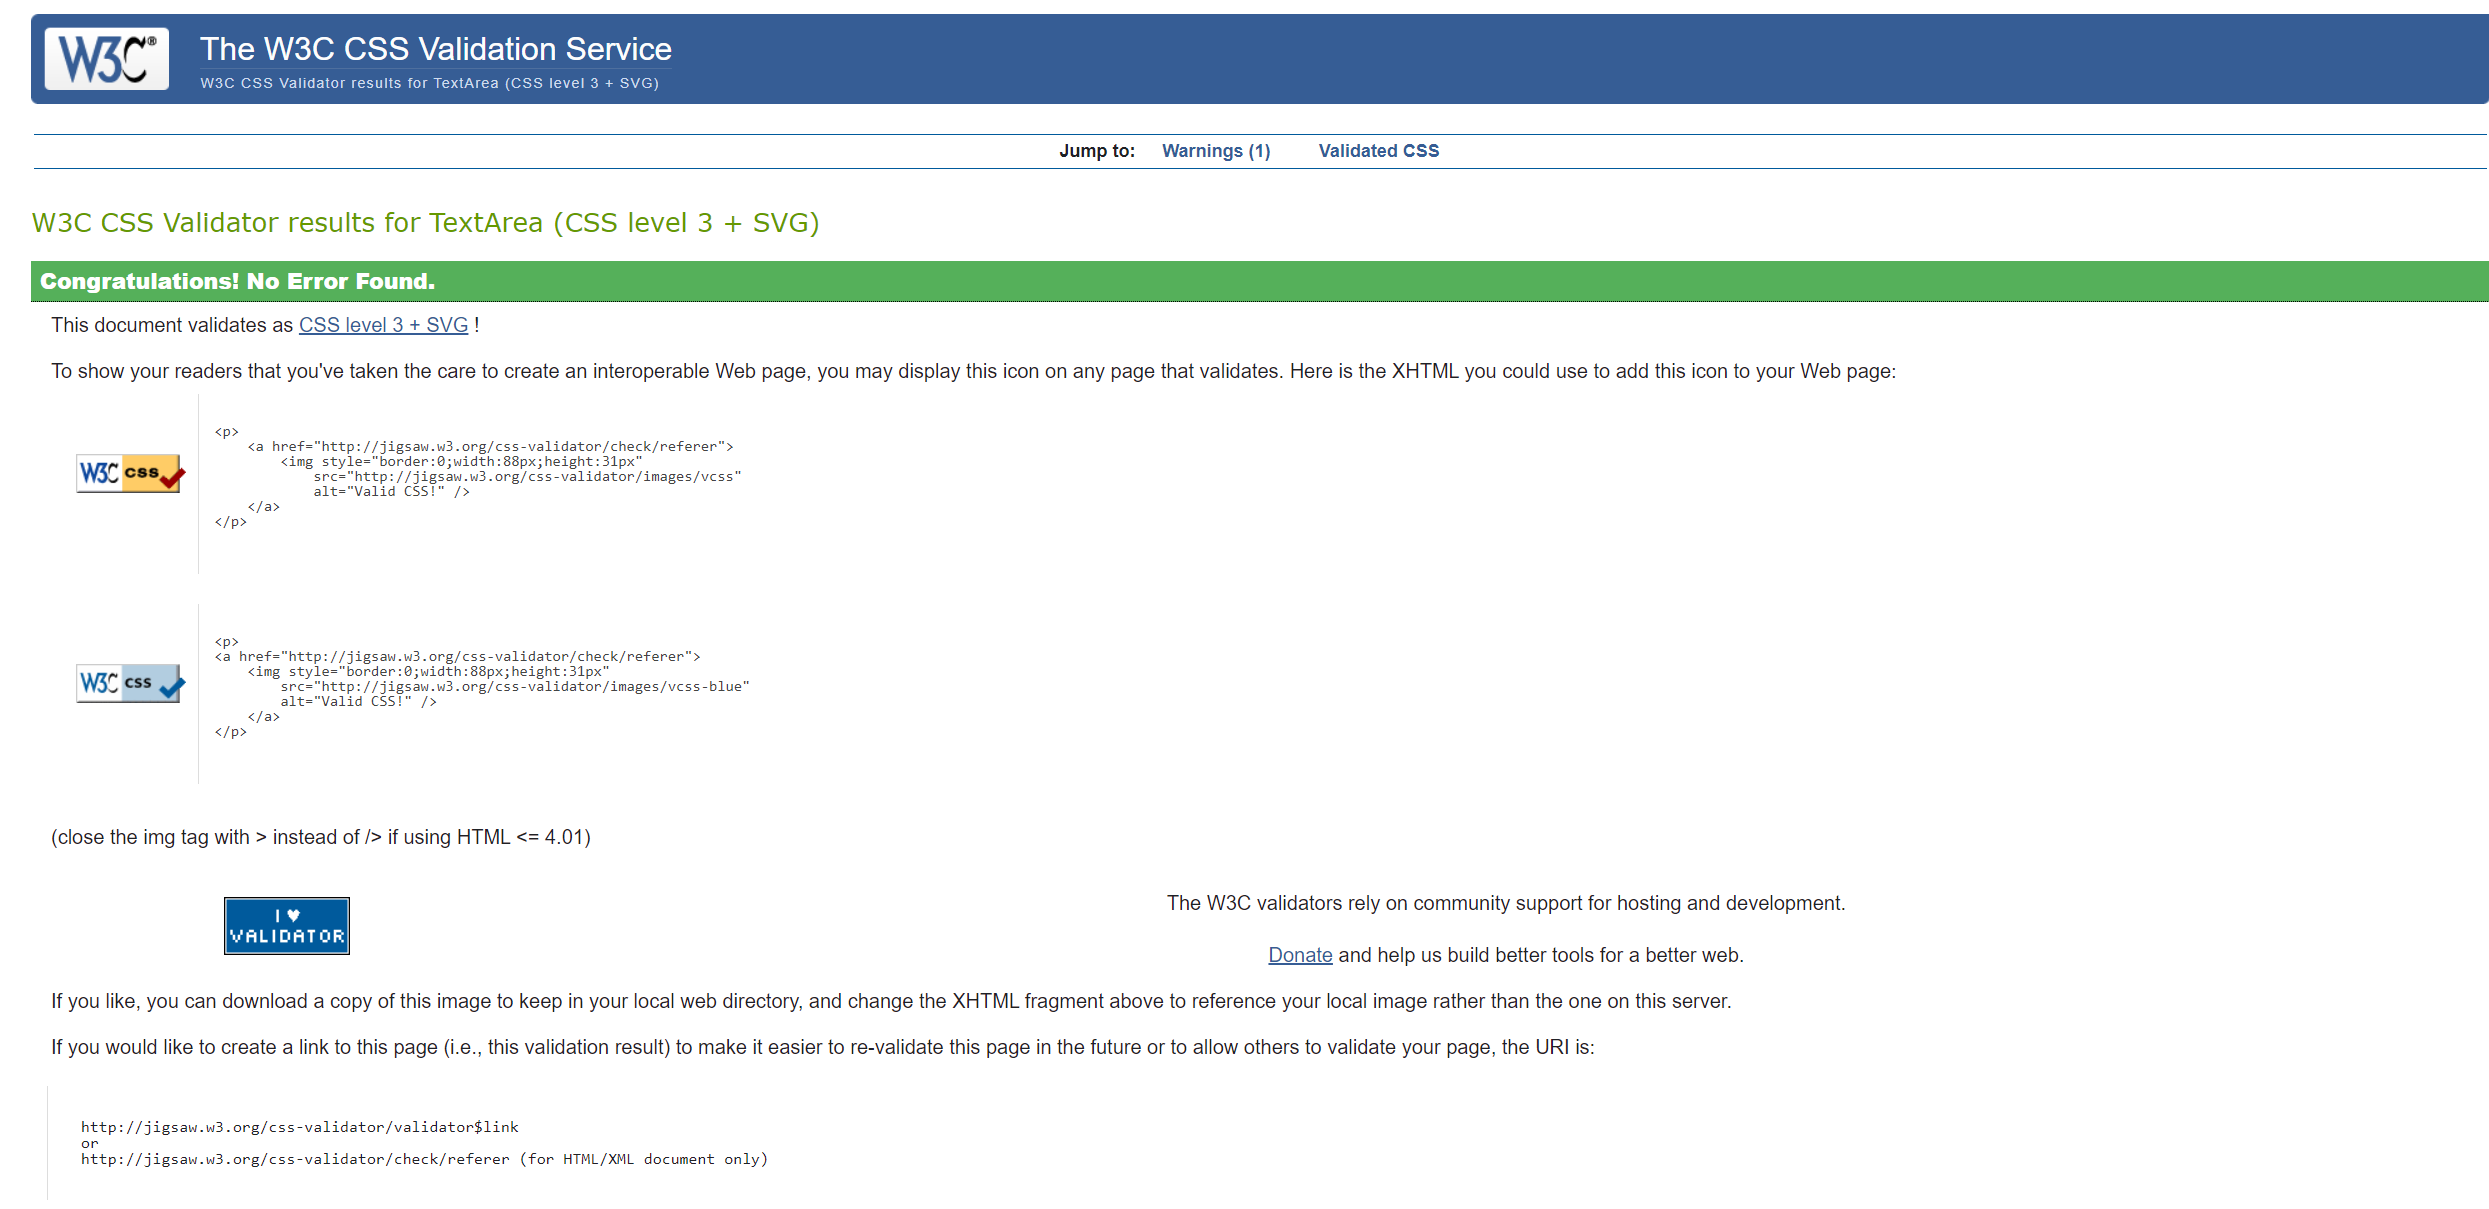 W3C®
The W3C CSS Validation Service
W3C CSS Validator results for TextArea (CSS level 3 + SVG)
Jump to: Warnings (1) Validated CSS
W3C CSS Validator results for TextArea (CSS level 3 + SVG)
Congratulations! No Error Found.
This document validates as CSS level 3 + SVG !
To show your readers that you've taken the care to create an interoperable Web page, you may display this icon on any page that validates. Here is the XHTML you could use to add this icon to your Web page:
W3C css
<p>
    <a href="http://jigsaw.w3.org/css-validator/check/referer">
        <img style="border:0;width:88px;height:31px"
            src="http://jigsaw.w3.org/css-validator/images/vcss"
            alt="Valid CSS!" />
    </a>
</p>
W3C css
<p>
<a href="http://jigsaw.w3.org/css-validator/check/referer">
    <img style="border:0;width:88px;height:31px"
        src="http://jigsaw.w3.org/css-validator/images/vcss-blue"
        alt="Valid CSS!" />
    </a>
</p>
(close the img tag with > instead of /> if using HTML <= 4.01)
I ♥
VALIDATOR
The W3C validators rely on community support for hosting and development.
Donate and help us build better tools for a better web.
If you like, you can download a copy of this image to keep in your local web directory, and change the XHTML fragment above to reference your local image rather than the one on this server.
If you would like to create a link to this page (i.e., this validation result) to make it easier to re-validate this page in the future or to allow others to validate your page, the URI is:
http://jigsaw.w3.org/css-validator/validator$link
or
http://jigsaw.w3.org/css-validator/check/referer (for HTML/XML document only)